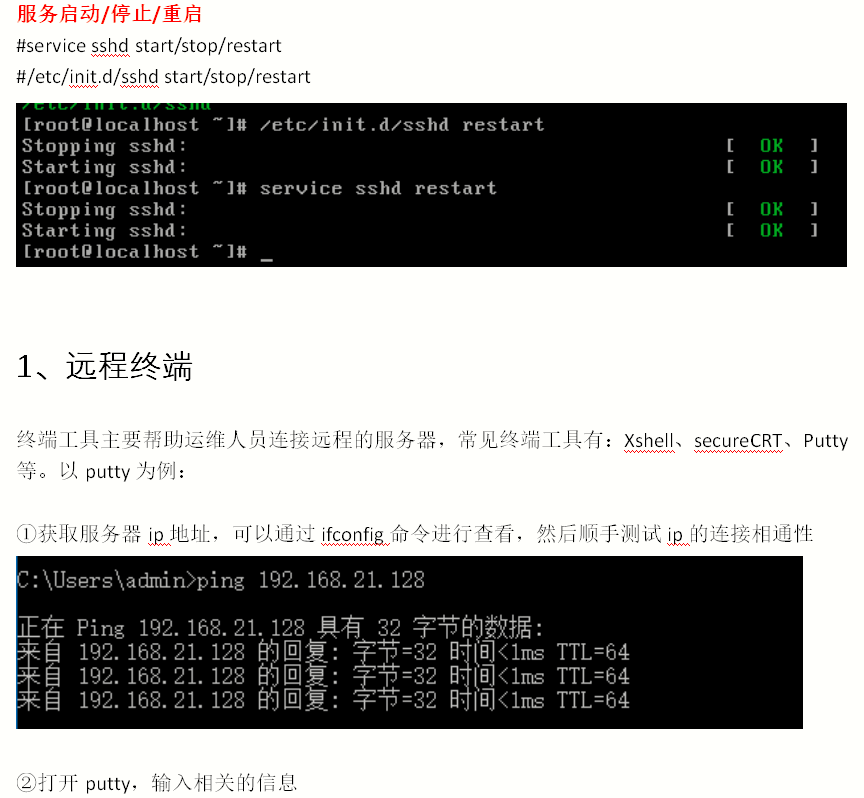 服务启动/停止/重启
#service sshd start/stop/restart
#/etc/init.d/sshd start/stop/restart
/etc/init.d/sshd
[root@localhost ~]# /etc/init.d/sshd restart
Stopping sshd: [ OK ]
Starting sshd: [ OK ]
[root@localhost ~]# service sshd restart
Stopping sshd: [ OK ]
Starting sshd: [ OK ]
[root@localhost ~]# _
1、远程终端
终端工具主要帮助运维人员连接远程的服务器，常见终端工具有：Xshell、secureCRT、Putty
等。以 putty 为例：
①获取服务器 ip 地址，可以通过 ifconfig 命令进行查看，然后顺手测试 ip 的连接相通性
C:\Users\admin>ping 192.168.21.128
正在 Ping 192.168.21.128 具有 32 字节的数据:
来自 192.168.21.128 的回复: 字节=32 时间<1ms TTL=64
来自 192.168.21.128 的回复: 字节=32 时间<1ms TTL=64
来自 192.168.21.128 的回复: 字节=32 时间<1ms TTL=64
②打开 putty，输入相关的信息